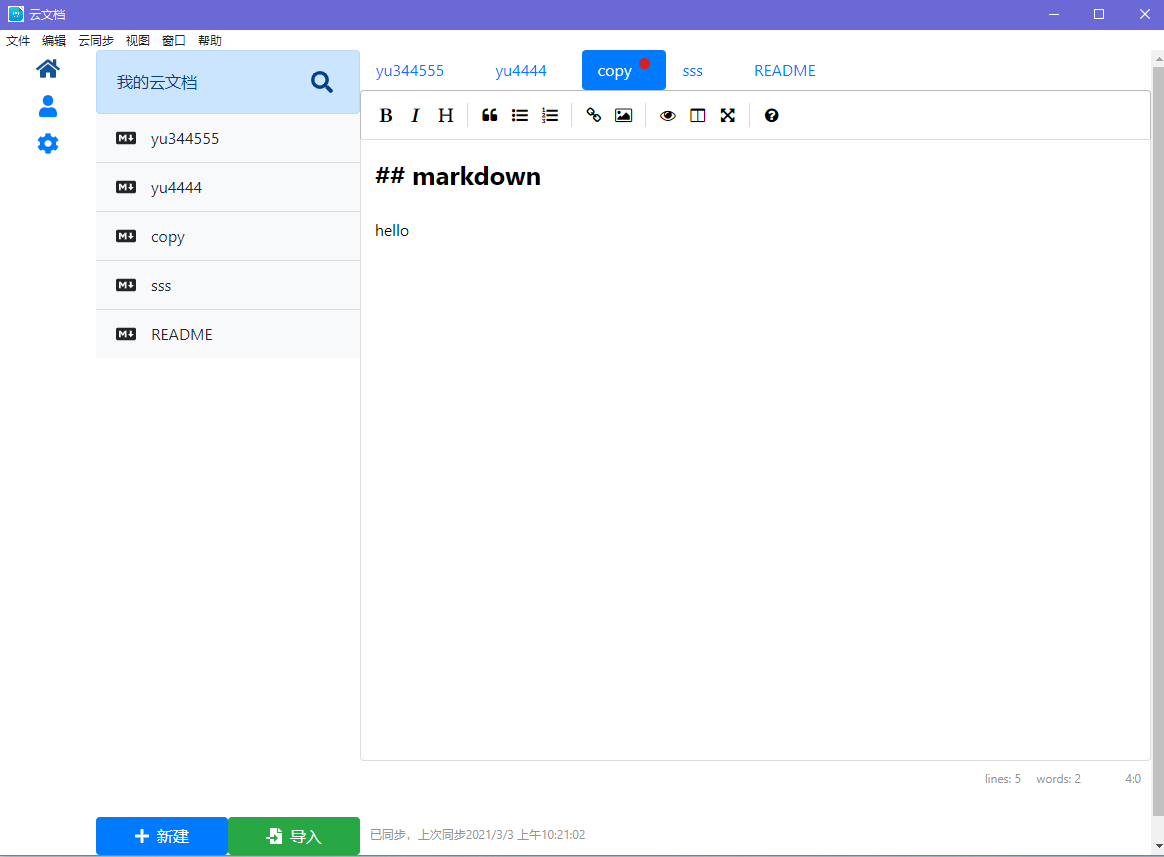 云文档
文件 编辑 云同步 视图 窗口 帮助
我的云文档
yu344555
yu4444
copy
sss
README
yu344555 yu4444 copy sss README
B I H
## markdown
hello
lines: 5 words: 2 4:0
新建 导入
已同步，上次同步2021/3/3 上午10:21:02